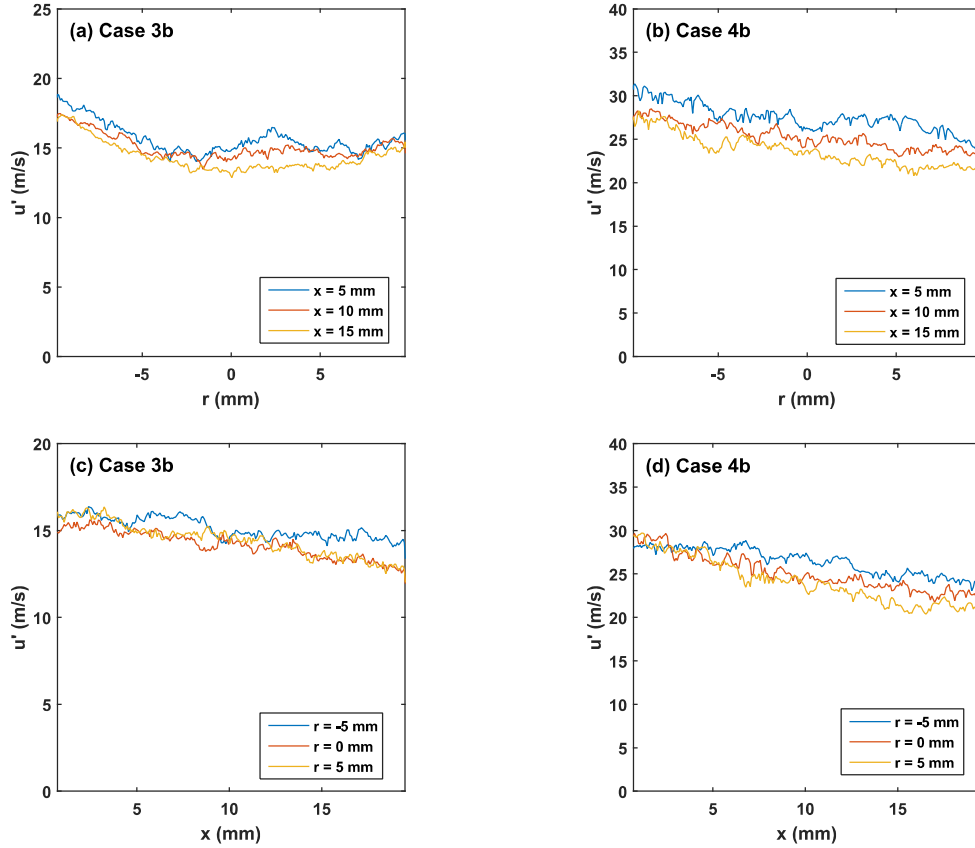 (a) Case 3b
25
20
15
10
5
0
u' (m/s)
-5 0 5
r (mm)
x = 5 mm
x = 10 mm
x = 15 mm
(b) Case 4b
40
35
30
25
20
15
10
5
0
u' (m/s)
-5 0 5
r (mm)
x = 5 mm
x = 10 mm
x = 15 mm
(c) Case 3b
20
15
10
5
0
u' (m/s)
5 10 15
x (mm)
r = -5 mm
r = 0 mm
r = 5 mm
(d) Case 4b
40
35
30
25
20
15
10
5
0
u' (m/s)
5 10 15
x (mm)
r = -5 mm
r = 0 mm
r = 5 mm